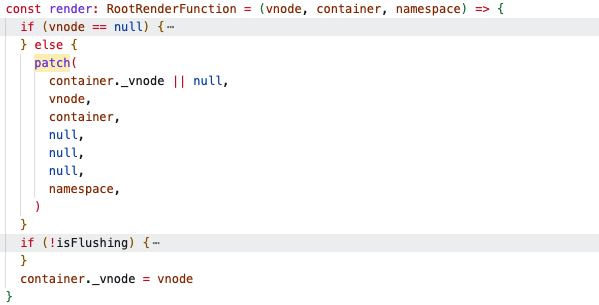 const render: RootRenderFunction = (vnode, container, namespace) => {
  if (vnode == null) {⋯
  } else {
    patch(
      container._vnode || null,
      vnode,
      container,
      null,
      null,
      null,
      namespace,
    )
  }
  if (!isFlushing) {⋯
  }
  container._vnode = vnode
}